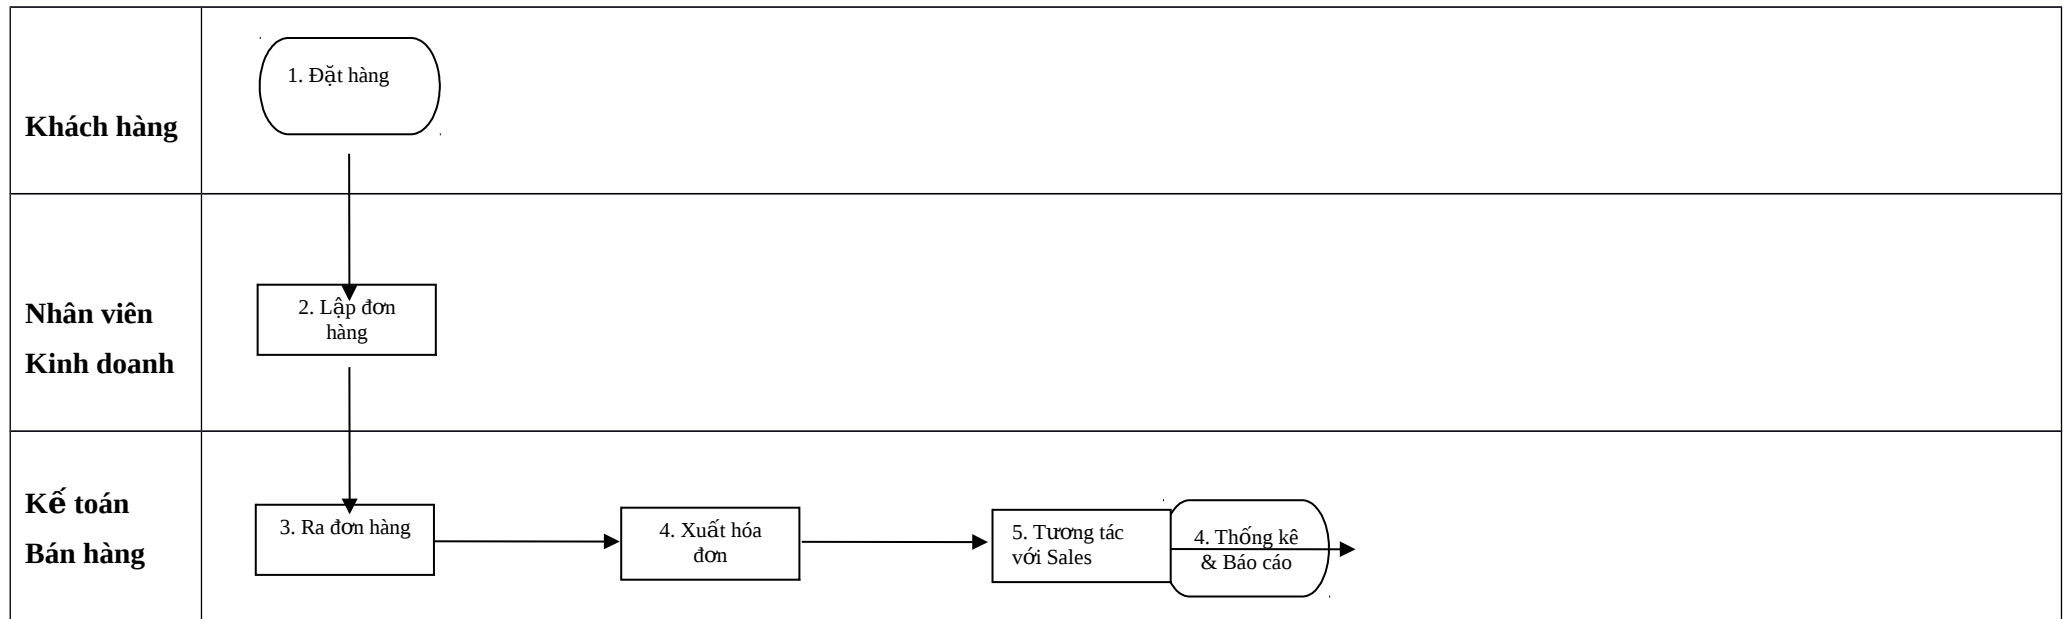 Khách hàng
1. Đặt hàng
Nhân viên
Kinh doanh
2. Lập đơn
hàng
Kế toán
Bán hàng
3. Ra đơn hàng
4. Xuất hóa
đơn
5. Tương tác
với Sales
4. Thống kê
& Báo cáo